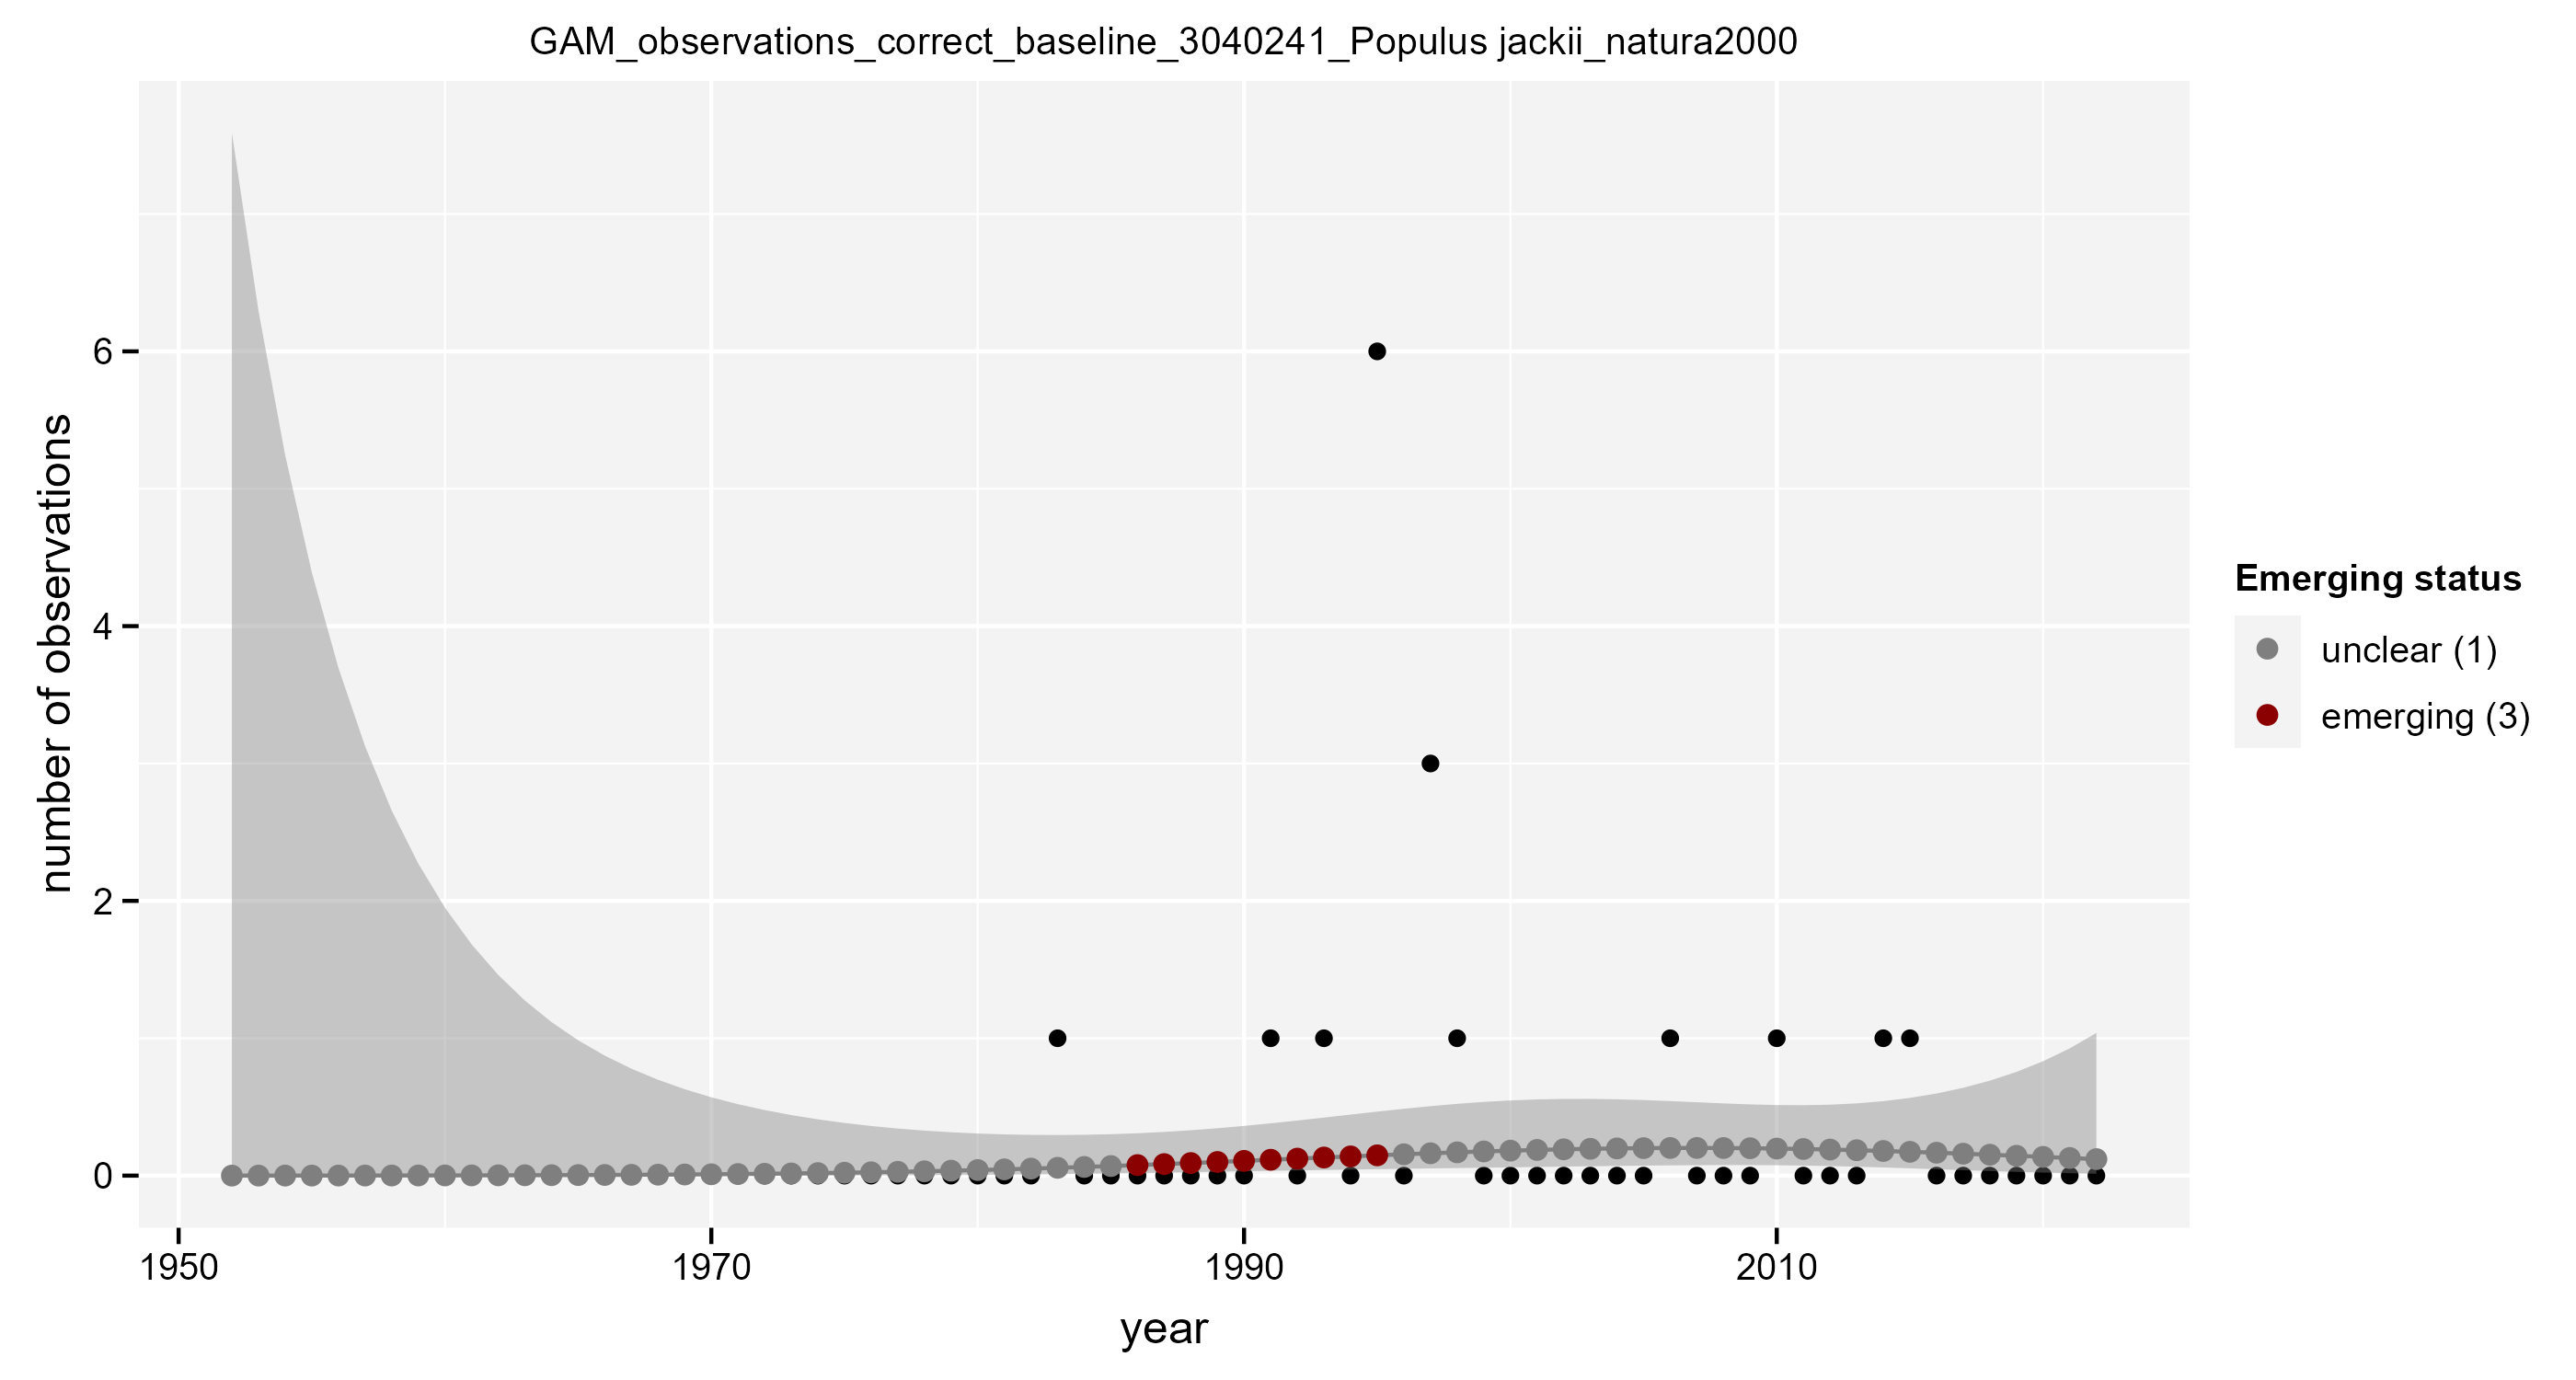 GAM_observations_correct_baseline_3040241_Populus jackii_natura2000
number of observations
6
4
2
0
1950
1970
1990
2010
year
Emerging status
unclear (1)
emerging (3)